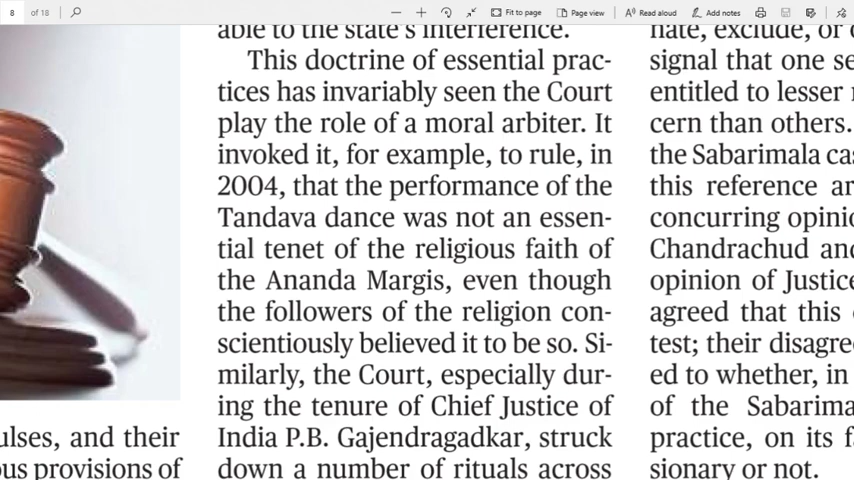 8 of 18 Fit to page Page view Read aloud Add notes
able to the state's interference.
This doctrine of essential prac-
tices has invariably seen the Court
play the role of a moral arbiter. It
invoked it, for example, to rule, in
2004, that the performance of the
Tandava dance was not an essen-
tial tenet of the religious faith of
the Ananda Margis, even though
the followers of the religion con-
scientiously believed it to be so. Si-
milarly, the Court, especially dur-
ing the tenure of Chief Justice of
India P.B. Gajendragadkar, struck
down a number of rituals across
ulses, and their
ous provisions of
nate, exclude, or
signal that one se
entitled to lesser
cern than others.
the Sabarimala cas
this reference ar
concurring opinio
Chandrachud and
opinion of Justice
agreed that this
test; their disagree
ed to whether, in
of the Sabarima
practice, on its fa
sionary or not.